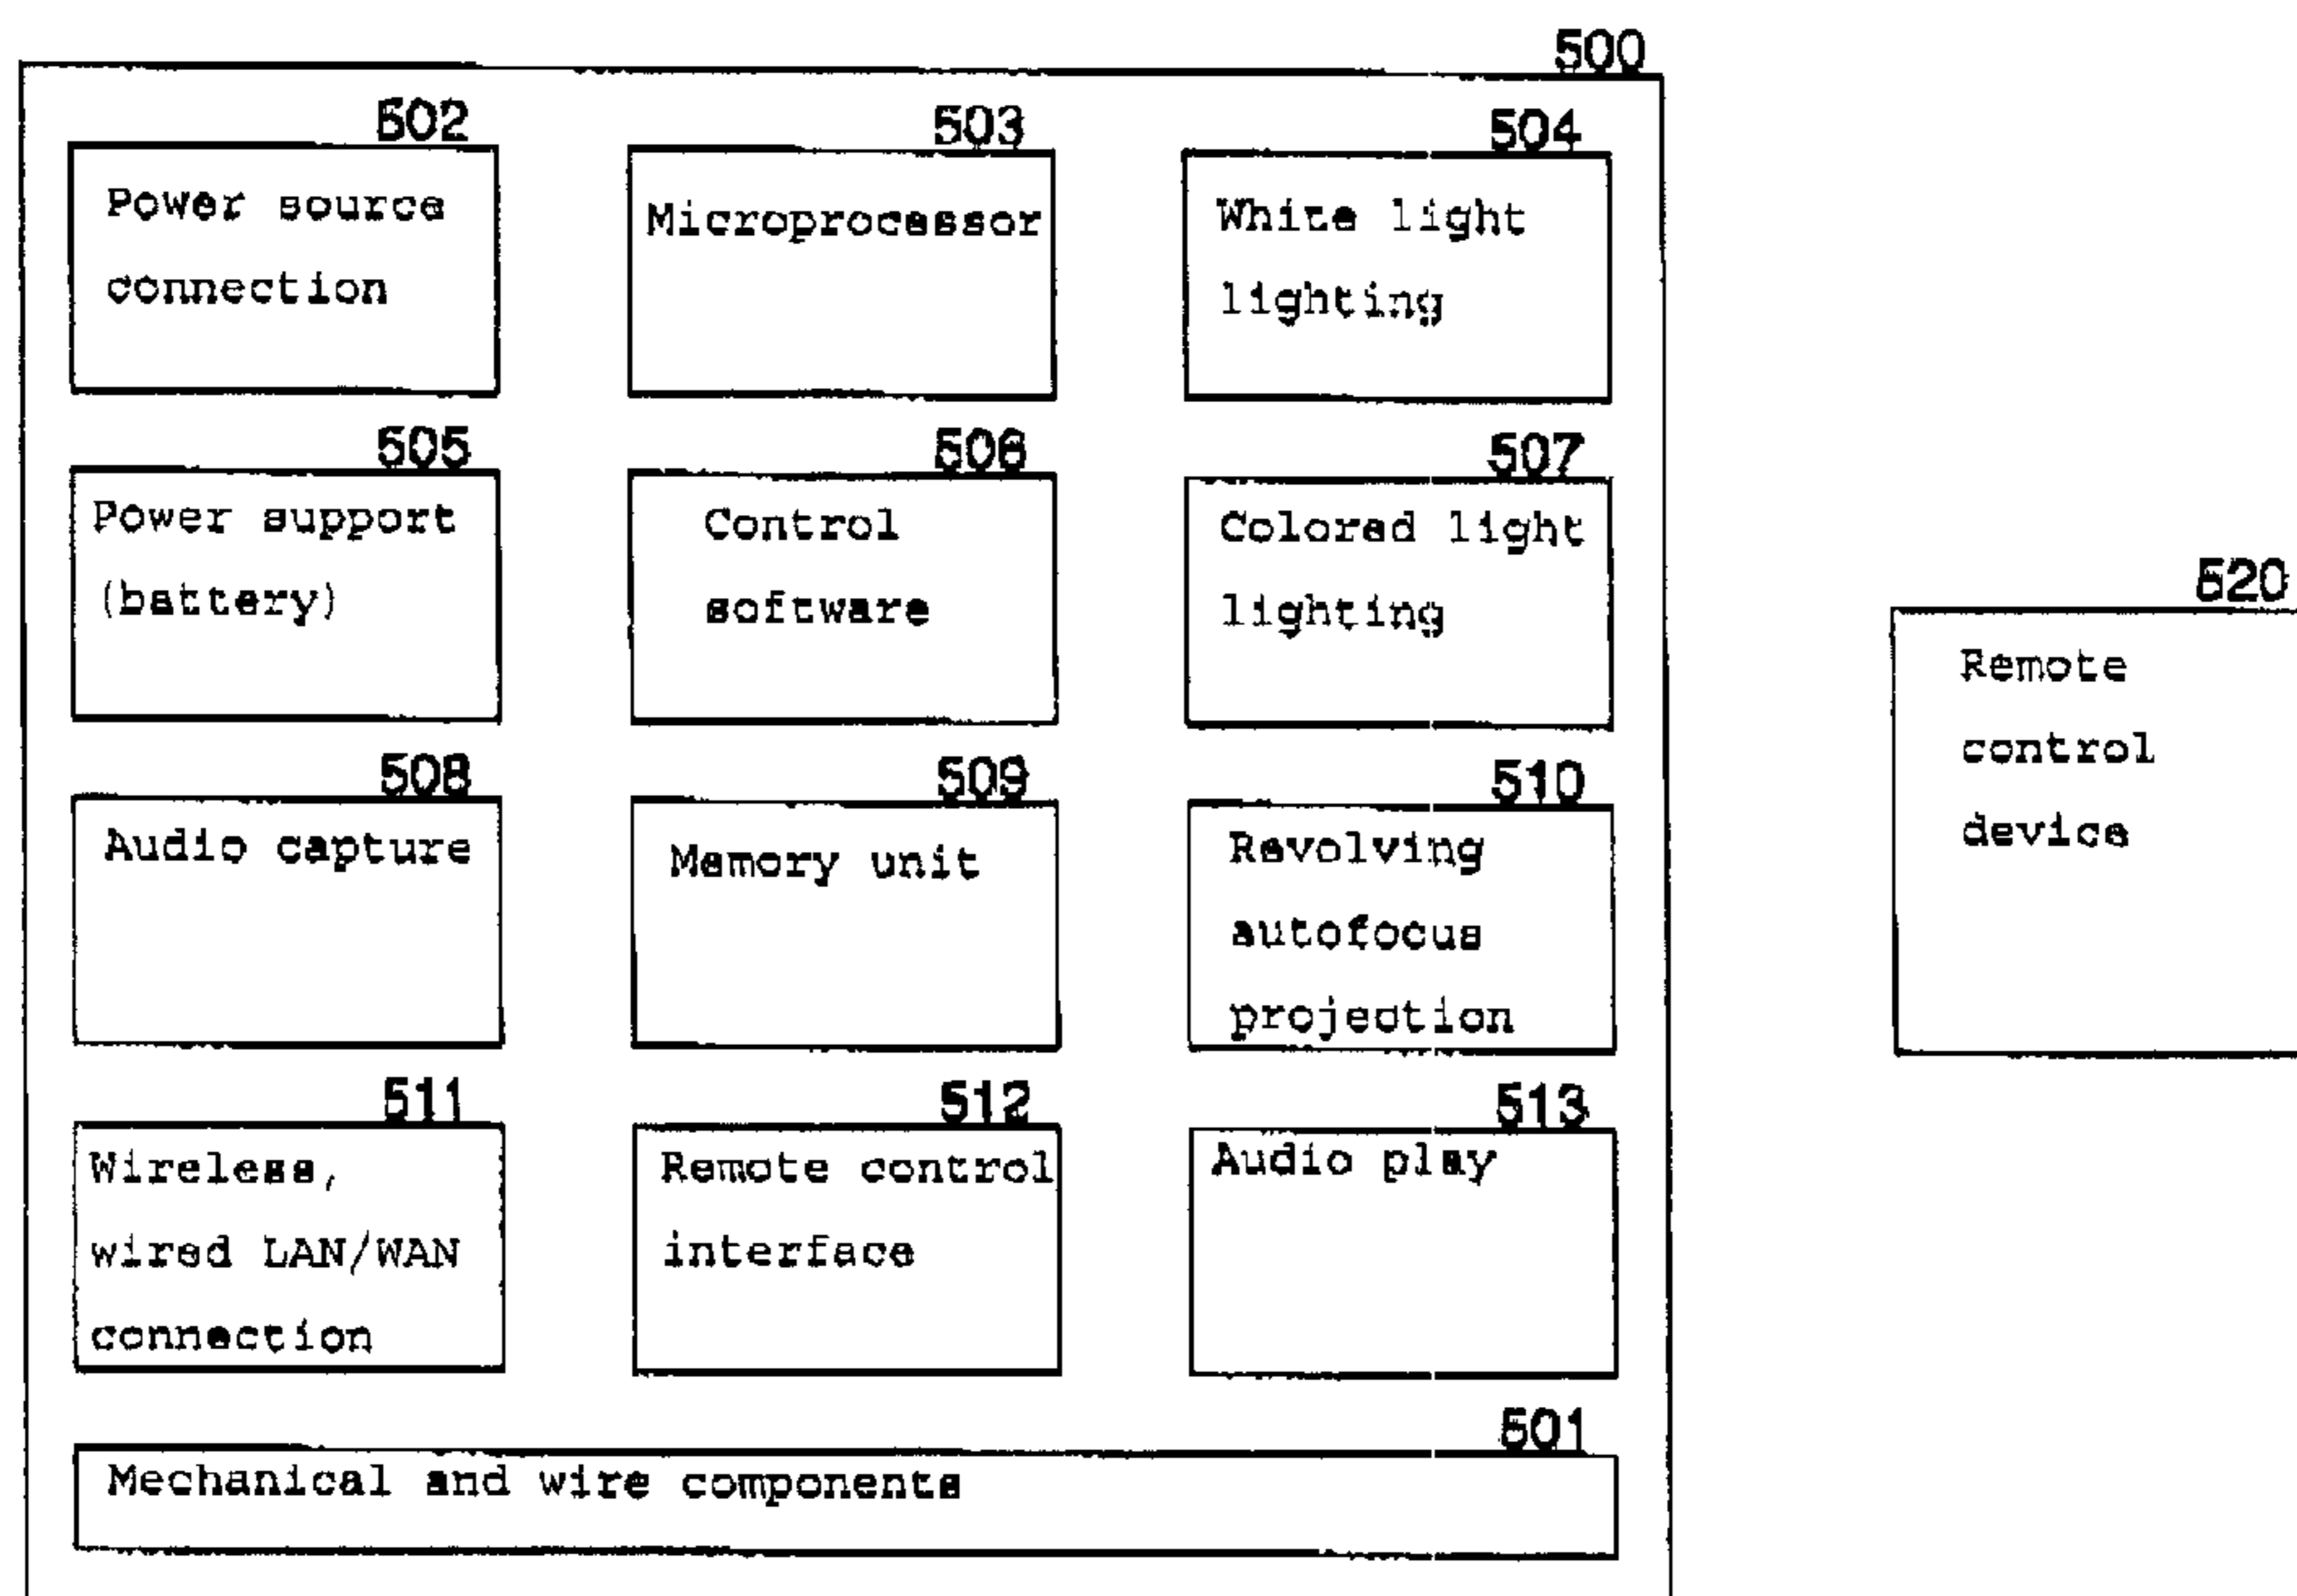 500
502
503
504
Power source
connection
Microprocessor
White light
lighting
505
506
507
Power support
(battery)
Control
software
Colored light
lighting
520
Remote
control
device
508
509
510
Audio capture
Memory unit
Revolving
autofocus
projection
511
512
513
Wireless,
wired LAN/WAN
connection
Remote control
interface
Audio play
501
Mechanical and wire components